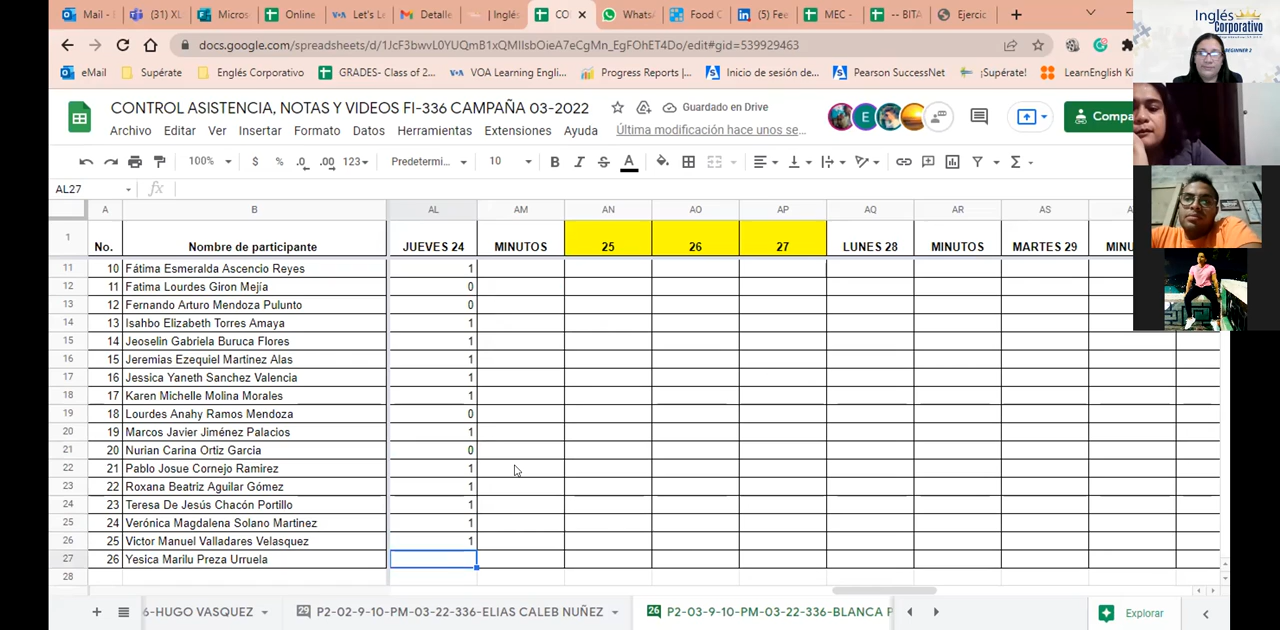 Mail - (31) XL Micros Online Let's Le Detalle | Inglés CO Whats Food C (5) Fee MEC - -- BITA Ejercic
docs.google.com/spreadsheets/d/1JcF3bwvL0YUQmB1xQMIIsbOieA7eCgMn_EgFOhET4Do/edit#gid=539929463
eMail Supérate Englés Corporativo GRADES- Class of 2... VOA Learning Engli... Progress Reports |... Inicio de sesión de... Pearson SuccessNet ¡Supérate! LearnEnglish Ki
Inglés Corporativo
BEGINNER 2
CONTROL ASISTENCIA, NOTAS Y VIDEOS FI-336 CAMPAÑA 03-2022 Guardado en Drive
Archivo Editar Ver Insertar Formato Datos Herramientas Extensiones Ayuda Última modificación hace unos se... E Compa
100% $ % .0 .00 123 Predetermi... 10 B I S A
AL27 fx
A B AL AM AN AO AP AQ AR AS A
1 No. Nombre de participante JUEVES 24 MINUTOS 25 26 27 LUNES 28 MINUTOS MARTES 29 MINU
11 10 Fátima Esmeralda Ascencio Reyes 1
12 11 Fatima Lourdes Giron Mejía 0
13 12 Fernando Arturo Mendoza Pulunto 0
14 13 Isahbo Elizabeth Torres Amaya 1
15 14 Jeoselin Gabriela Buruca Flores 1
16 15 Jeremias Ezequiel Martinez Alas 1
17 16 Jessica Yaneth Sanchez Valencia 1
18 17 Karen Michelle Molina Morales 1
19 18 Lourdes Anahy Ramos Mendoza 0
20 19 Marcos Javier Jiménez Palacios 1
21 20 Nurian Carina Ortiz Garcia 0
22 21 Pablo Josue Cornejo Ramirez 1
23 22 Roxana Beatriz Aguilar Gómez 1
24 23 Teresa De Jesús Chacón Portillo 1
25 24 Verónica Magdalena Solano Martinez 1
26 25 Victor Manuel Valladares Velasquez 1
27 26 Yesica Marilu Preza Urruela
28
6-HUGO VASQUEZ 29 P2-02-9-10-PM-03-22-336-ELIAS CALEB NUÑEZ 26 P2-03-9-10-PM-03-22-336-BLANCA P Explorar